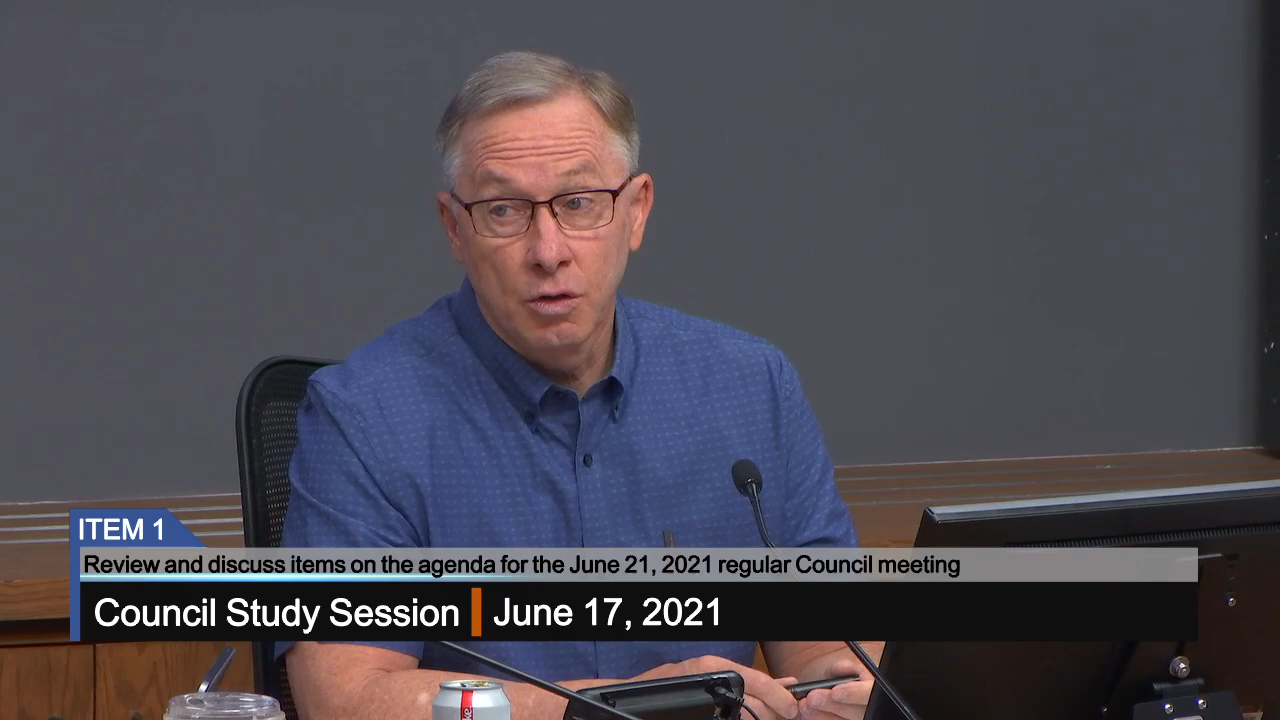 ITEM 1
Review and discuss items on the agenda for the June 21, 2021 regular Council meeting
Council Study Session June 17, 2021